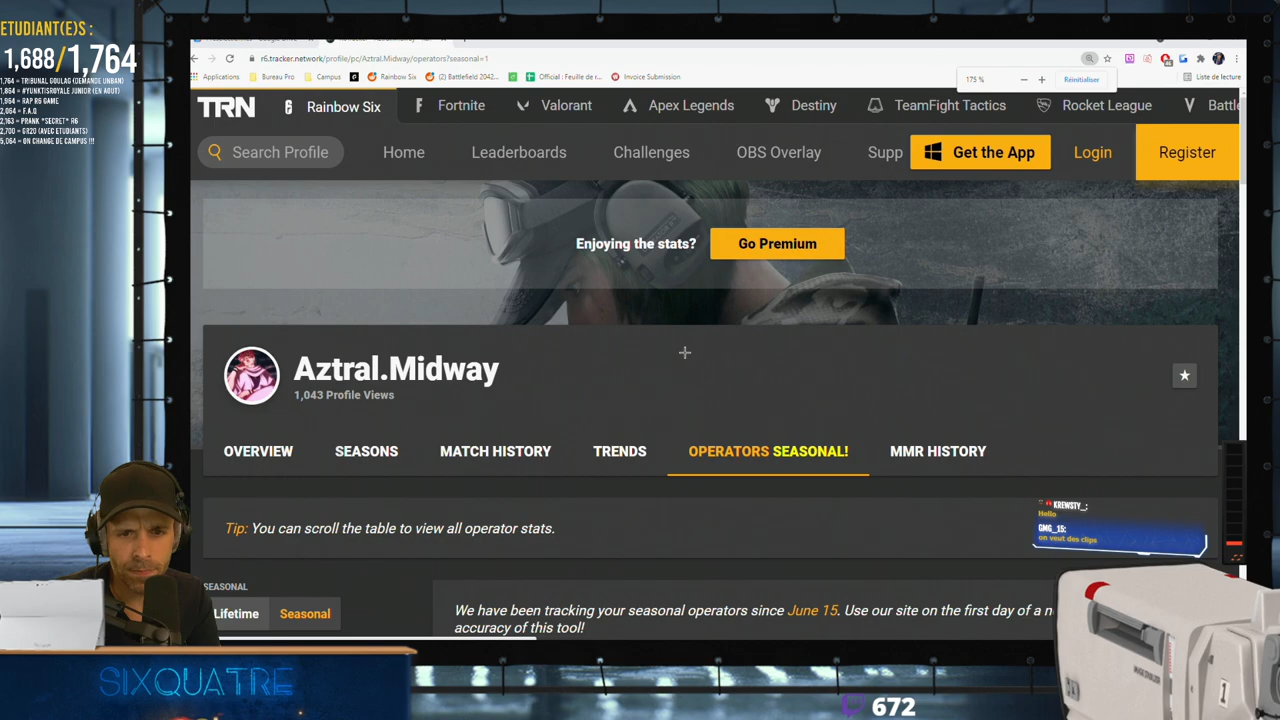 ETUDIANT(E)S :
1,688/1,764
1,764 = TRIBUNAL GOULAG (DEMANDE UNBAN)
1,864 = #YUNKTISROYALE JUNIOR (EN AOUT)
1,964 = RAP R6 GAME
2,064 = F.A.Q
2,163 = PRANK *SECRET* R6
2,700 = GR20 (AVEC ETUDIANTS)
5,064 = ON CHANGE DE CAMPUS !!!
r6.tracker.network/profile/pc/Aztral.Midway/operators?seasonal=1
Applications Bureau Pro Campus Rainbow Six (2) Battlefield 2042... Official : Feuille de r... Invoice Submission Liste de lecture
175 % Réinitialiser
TRN Rainbow Six Fortnite Valorant Apex Legends Destiny TeamFight Tactics Rocket League Battle
Search Profile Home Leaderboards Challenges OBS Overlay Supp Get the App Login Register
Enjoying the stats? Go Premium
Aztral.Midway
1,043 Profile Views
OVERVIEW SEASONS MATCH HISTORY TRENDS OPERATORS SEASONAL! MMR HISTORY
Tip: You can scroll the table to view all operator stats.
KREWSTY_:
Hello
GMG_15:
on veut des clips
SEASONAL
Lifetime Seasonal
We have been tracking your seasonal operators since June 15. Use our site on the first day of a n
accuracy of this tool!
SIXQUATRE
672
1